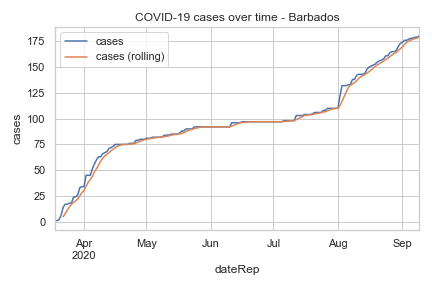 COVID-19 cases over time - Barbados
cases
cases (rolling)
175
150
125
100
75
50
25
0
cases
Apr
2020
May
Jun
Jul
Aug
Sep
dateRep